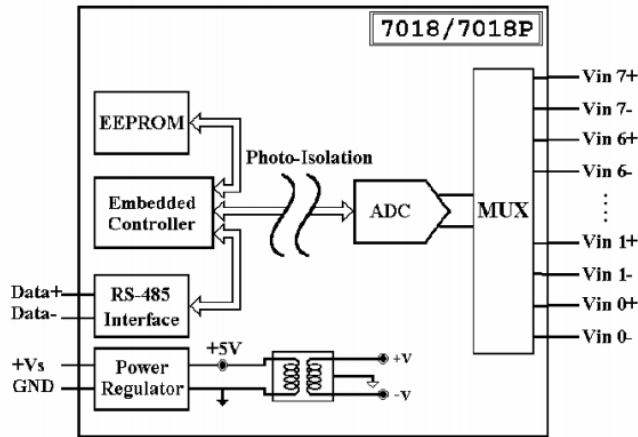 7018/7018P
EEPROM
Photo-Isolation
Embedded
Controller
ADC
MUX
Vin 7+
Vin 7-
Vin 6+
Vin 6-
Vin 1+
Vin 1-
Vin 0+
Vin 0-
Data+
Data-
RS-485
Interface
+Vs
GND
Power
Regulator
+5V
+V
-V